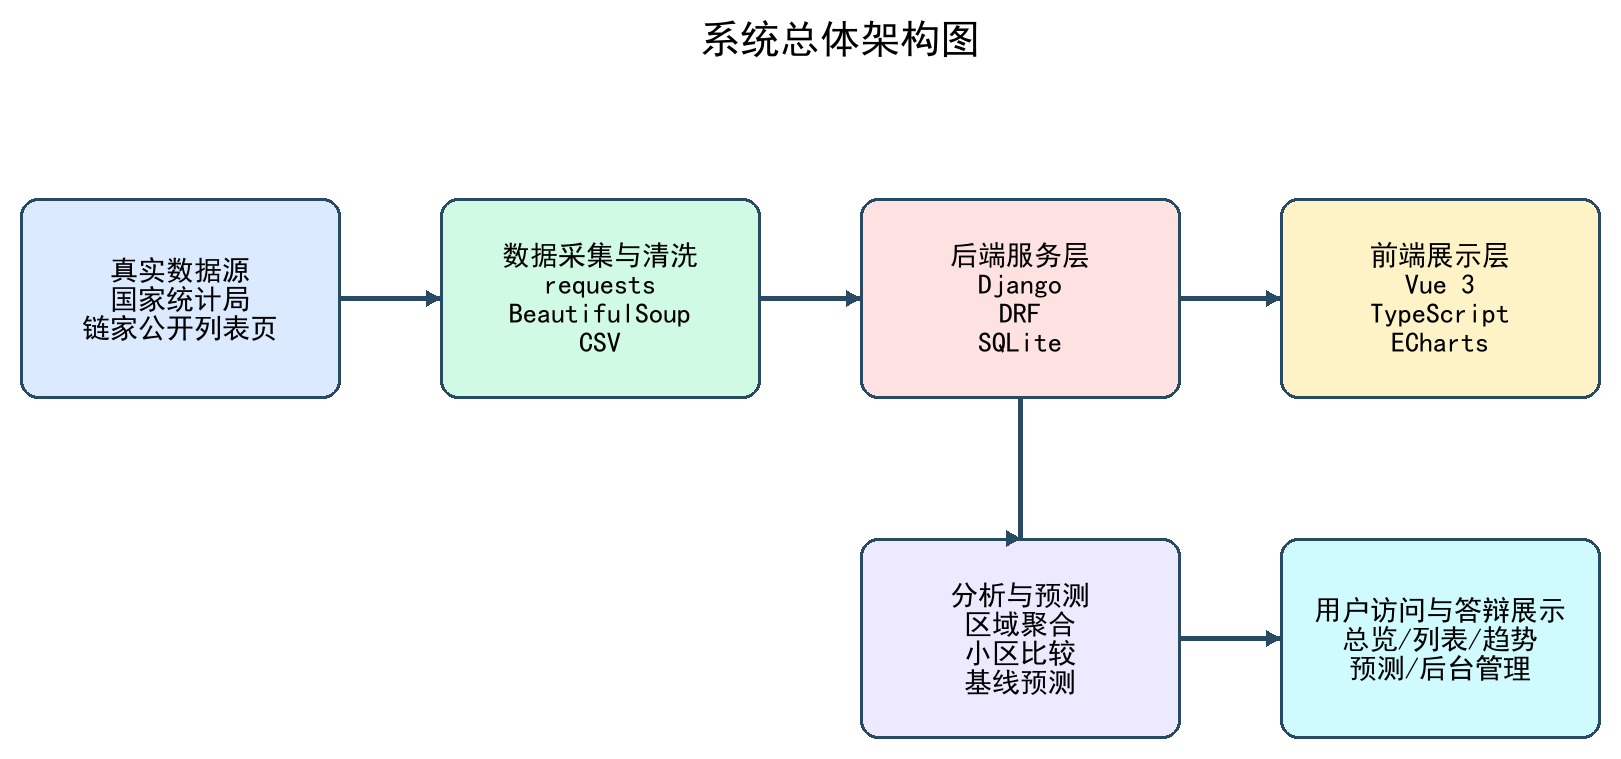 系统总体架构图
真实数据源
国家统计局
链家公开列表页
数据采集与清洗
requests
BeautifulSoup
CSV
后端服务层
Django
DRF
SQLite
前端展示层
Vue 3
TypeScript
ECharts
分析与预测
区域聚合
小区比较
基线预测
用户访问与答辩展示
总览/列表/趋势
预测/后台管理